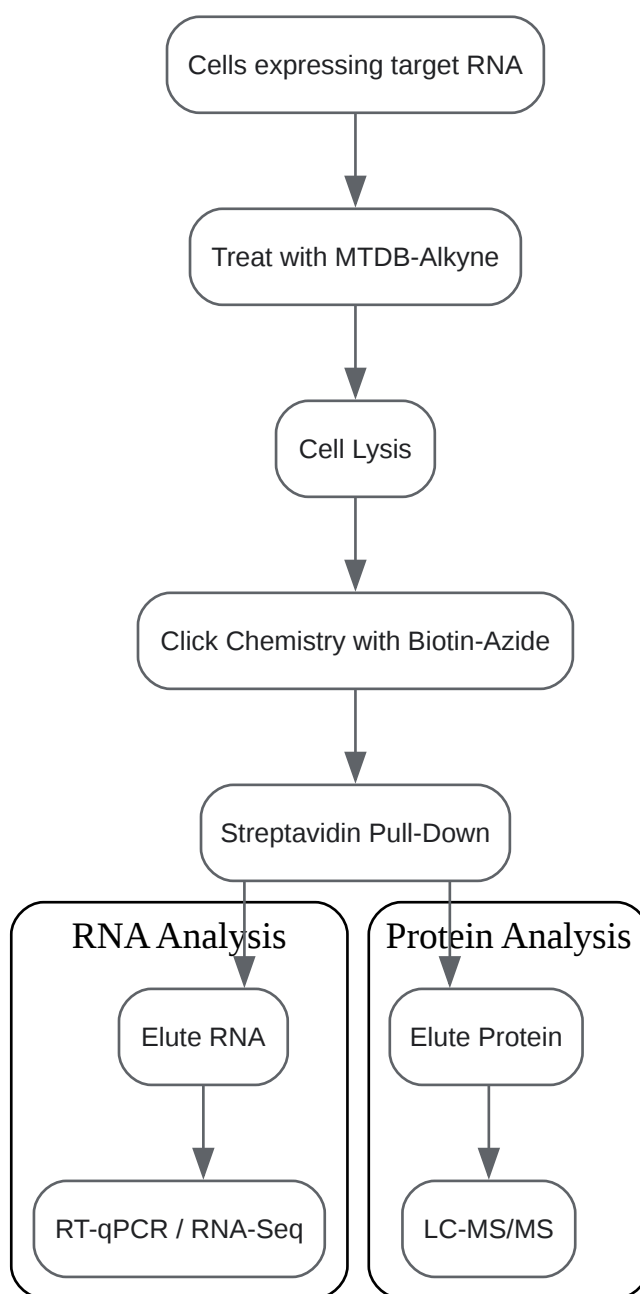 Cells expressing target RNA
Treat with MTDB-Alkyne
Cell Lysis
Click Chemistry with Biotin-Azide
Streptavidin Pull-Down
RNA Analysis
Protein Analysis
Elute RNA
Elute Protein
RT-qPCR / RNA-Seq
LC-MS/MS